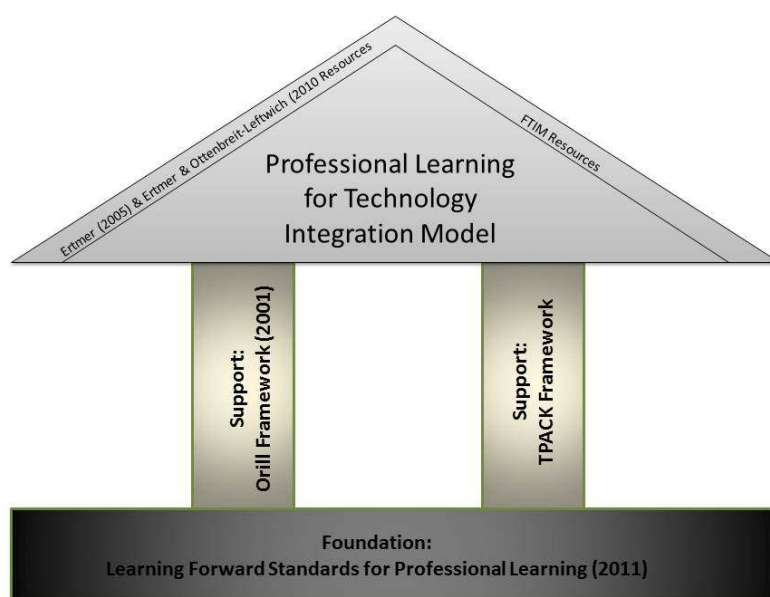 Ertmer (2005) & Ertmer & Ottenbreit-Leftwich (2010 Resources
FTIM Resources
Professional Learning
for Technology
Integration Model
Support:
Orill Framework (2001)
Support:
TPACK Framework
Foundation:
Learning Forward Standards for Professional Learning (2011)